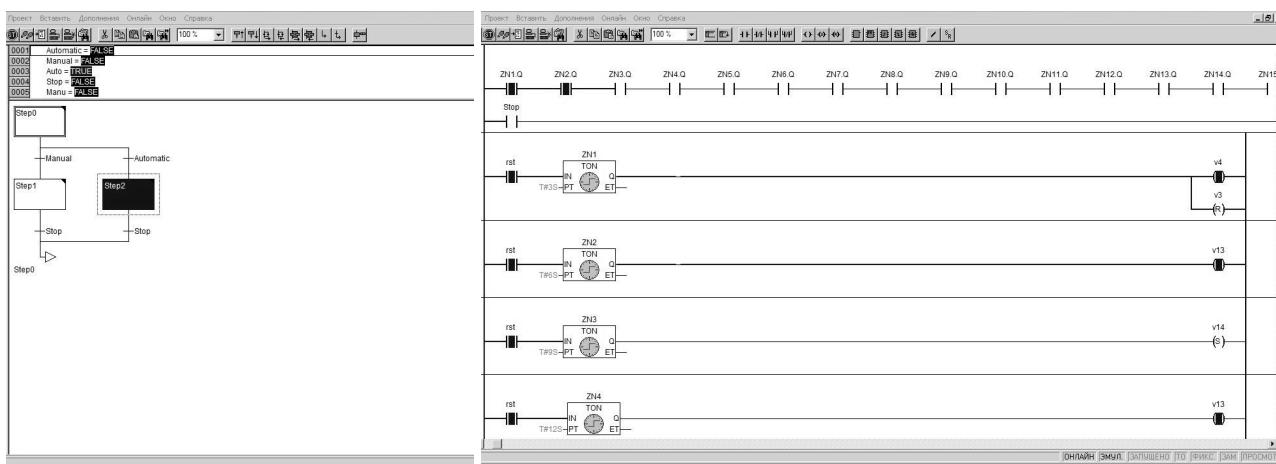 Проект Вставить Дополнения Онлайн Окно Справка
100 %
0001 Automatic = FALSE
0002 Manual = FALSE
0003 Auto = TRUE
0004 Stop = FALSE
0005 Manu = FALSE
Step0
Manual Automatic
Step1 Step2
Stop Stop
Step0
Проект Вставить Дополнения Онлайн Окно Справка
100 %
ZN1.Q ZN2.Q ZN3.Q ZN4.Q ZN5.Q ZN6.Q ZN7.Q ZN8.Q ZN9.Q ZN10.Q ZN11.Q ZN12.Q ZN13.Q ZN14.Q ZN15
Stop
ZN1
rst TON v4
IN Q
T#3S PT ET
v3
R
ZN2
rst TON v13
IN Q
T#6S PT ET
ZN3
rst TON v14
IN Q S
T#9S PT ET
ZN4
rst TON v13
IN Q
T#12S PT ET
ОНЛАЙН ЭМУЛ. ЗАПУЩЕНО ТО ФИКС. ЗАМ ПРОСМОТ